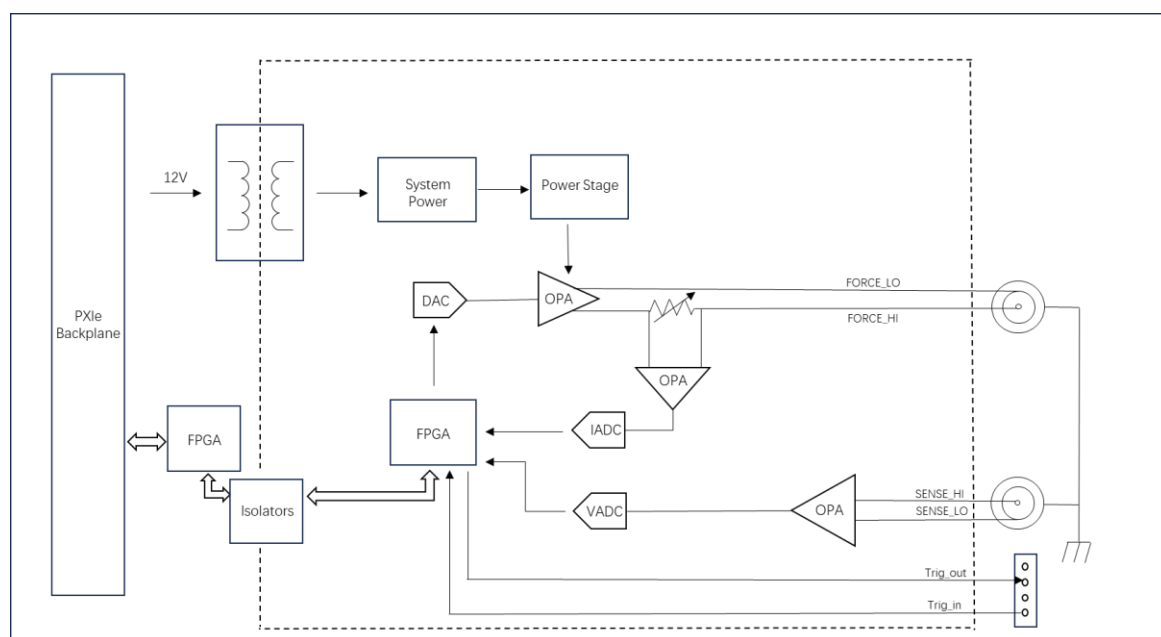 12V
System
Power
Power Stage
DAC
OPA
FORCE_LO
FORCE_HI
PXIe
Backplane
OPA
FPGA
FPGA
IADC
Isolators
VADC
OPA
SENSE_HI
SENSE_LO
Trig_out
Trig_in